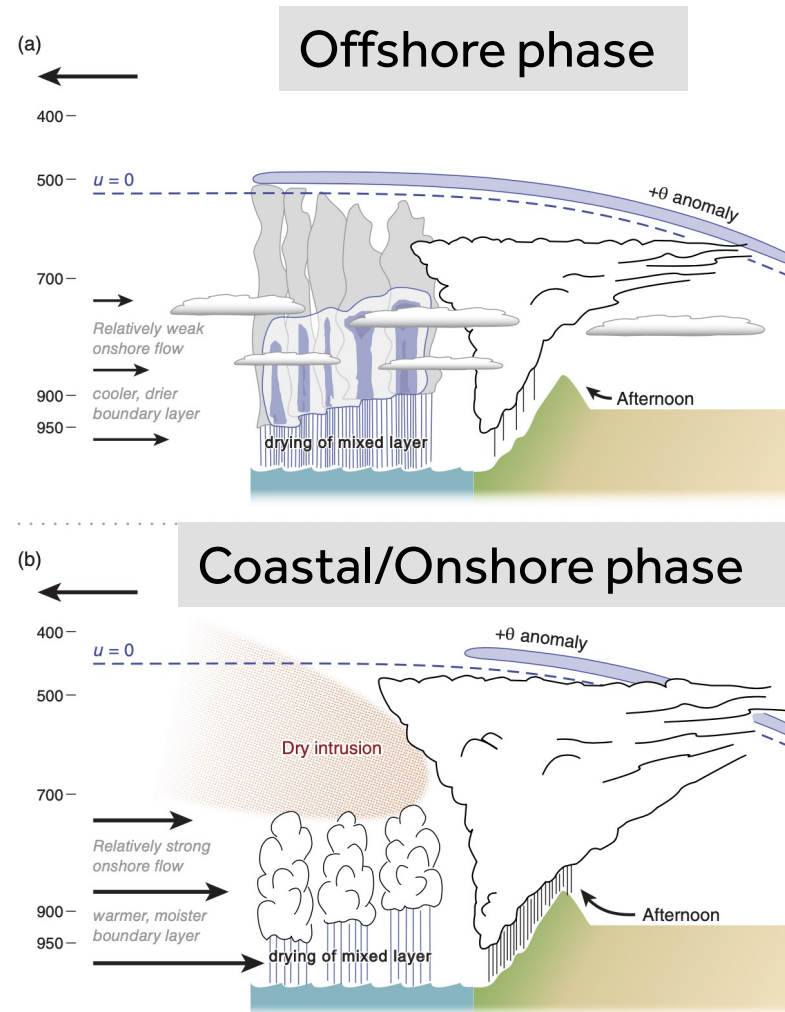 (a)
Offshore phase
400
500
u = 0
+θ anomaly
700
Relatively weak
onshore flow
900
cooler, drier
boundary layer
Afternoon
950
drying of mixed layer
(b)
Coastal/Onshore phase
400
u = 0
+θ anomaly
500
Dry intrusion
700
Relatively strong
onshore flow
900
warmer, moister
boundary layer
Afternoon
950
drying of mixed layer